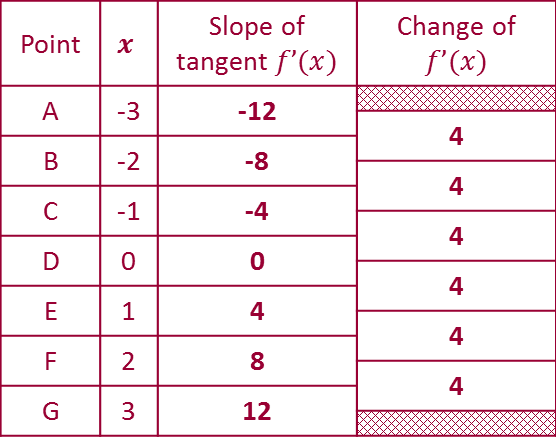 Point x Slope of tangent f’(x) Change of f’(x)
A -3 -12
4
B -2 -8
4
C -1 -4
4
D 0 0
4
E 1 4
4
F 2 8
4
G 3 12